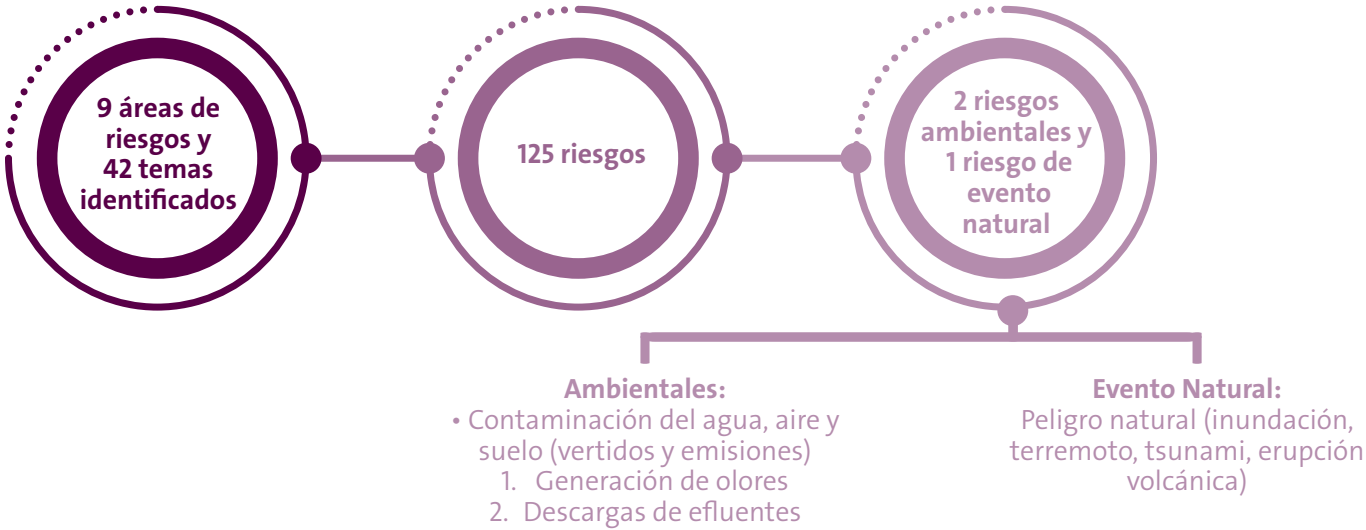 9 áreas de
riesgos y
42 temas
identificados
125 riesgos
2 riesgos
ambientales y
1 riesgo de
evento
natural
Ambientales:
• Contaminación del agua, aire y
suelo (vertidos y emisiones)
1. Generación de olores
2. Descargas de efluentes
Evento Natural:
Peligro natural (inundación,
terremoto, tsunami, erupción
volcánica)